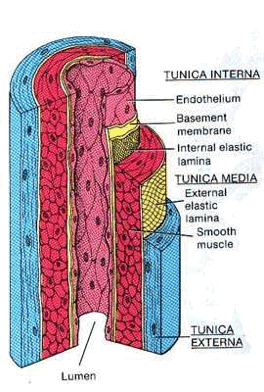 TUNICA INTERNA
Endothelium
Basement
membrane
Internal elastic
lamina
TUNICA MEDIA
External
elastic
lamina
Smooth
muscle
TUNICA
EXTERNA
Lumen